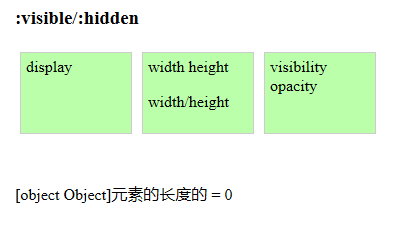 :visible/:hidden
display
width height
width/height
visibility
opacity
[object Object]元素的长度的 = 0